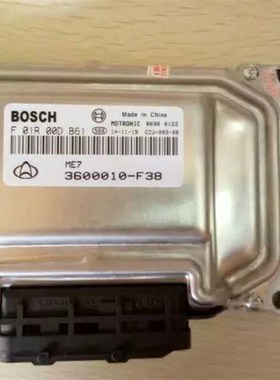 BOSCH
Made in China
MOTRONIC
F 01R 00D B61
14-11-19
ME7
3600010-F38